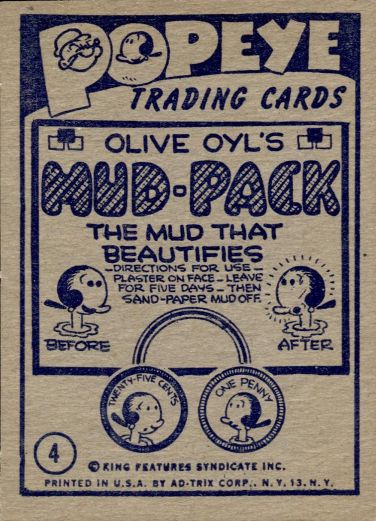 POPEYE
TRADING CARDS
OLIVE OYL'S
MUD-PACK
THE MUD THAT
BEAUTIFIES
-DIRECTIONS FOR USE-
PLASTER ON FACE-LEAVE
FOR FIVE DAYS-THEN
SAND-PAPER MUD OFF.
BEFORE
AFTER
TWENTY-FIVE CENTS
ONE PENNY
4
© KING FEATURES SYNDICATE INC.
PRINTED IN U.S.A. BY AD-TRIX CORP., N.Y. 13, N.Y.